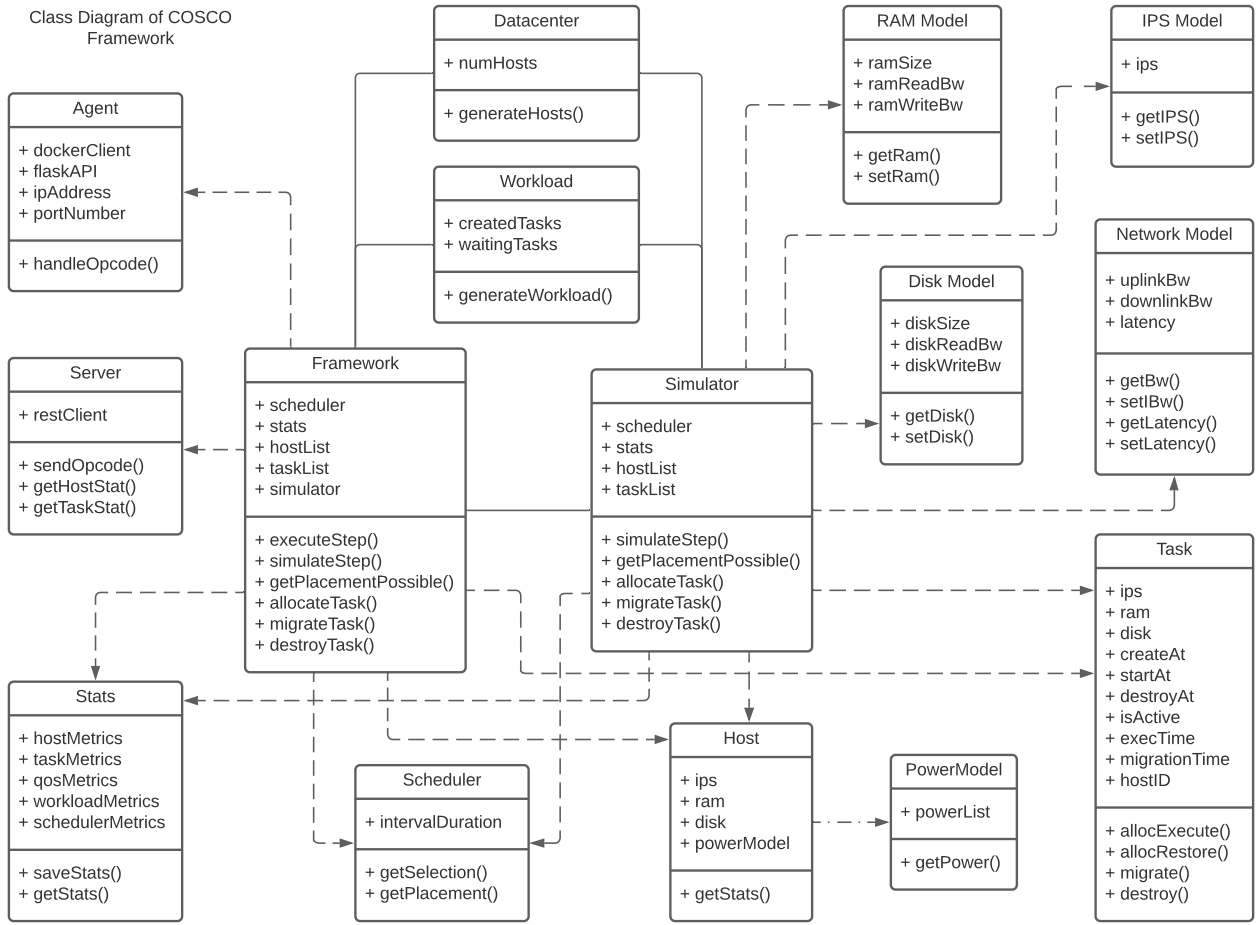 Class Diagram of COSCO
Framework
Datacenter
+ numHosts
+ generateHosts()
RAM Model
+ ramSize
+ ramReadBw
+ ramWriteBw
+ getRam()
+ setRam()
IPS Model
+ ips
+ getIPS()
+ setIPS()
Agent
+ dockerClient
+ flaskAPI
+ ipAddress
+ portNumber
+ handleOpcode()
Workload
+ createdTasks
+ waitingTasks
+ generateWorkload()
Network Model
+ uplinkBw
+ downlinkBw
+ latency
+ getBw()
+ setIBw()
+ getLatency()
+ setLatency()
Disk Model
+ diskSize
+ diskReadBw
+ diskWriteBw
+ getDisk()
+ setDisk()
Server
+ restClient
+ sendOpcode()
+ getHostStat()
+ getTaskStat()
Framework
+ scheduler
+ stats
+ hostList
+ taskList
+ simulator
+ executeStep()
+ simulateStep()
+ getPlacementPossible()
+ allocateTask()
+ migrateTask()
+ destroyTask()
Simulator
+ scheduler
+ stats
+ hostList
+ taskList
+ simulateStep()
+ getPlacementPossible()
+ allocateTask()
+ migrateTask()
+ destroyTask()
Task
+ ips
+ ram
+ disk
+ createAt
+ startAt
+ destroyAt
+ isActive
+ execTime
+ migrationTime
+ hostID
+ allocExecute()
+ allocRestore()
+ migrate()
+ destroy()
Stats
+ hostMetrics
+ taskMetrics
+ qosMetrics
+ workloadMetrics
+ schedulerMetrics
+ saveStats()
+ getStats()
Scheduler
+ intervalDuration
+ getSelection()
+ getPlacement()
Host
+ ips
+ ram
+ disk
+ powerModel
+ getStats()
PowerModel
+ powerList
+ getPower()